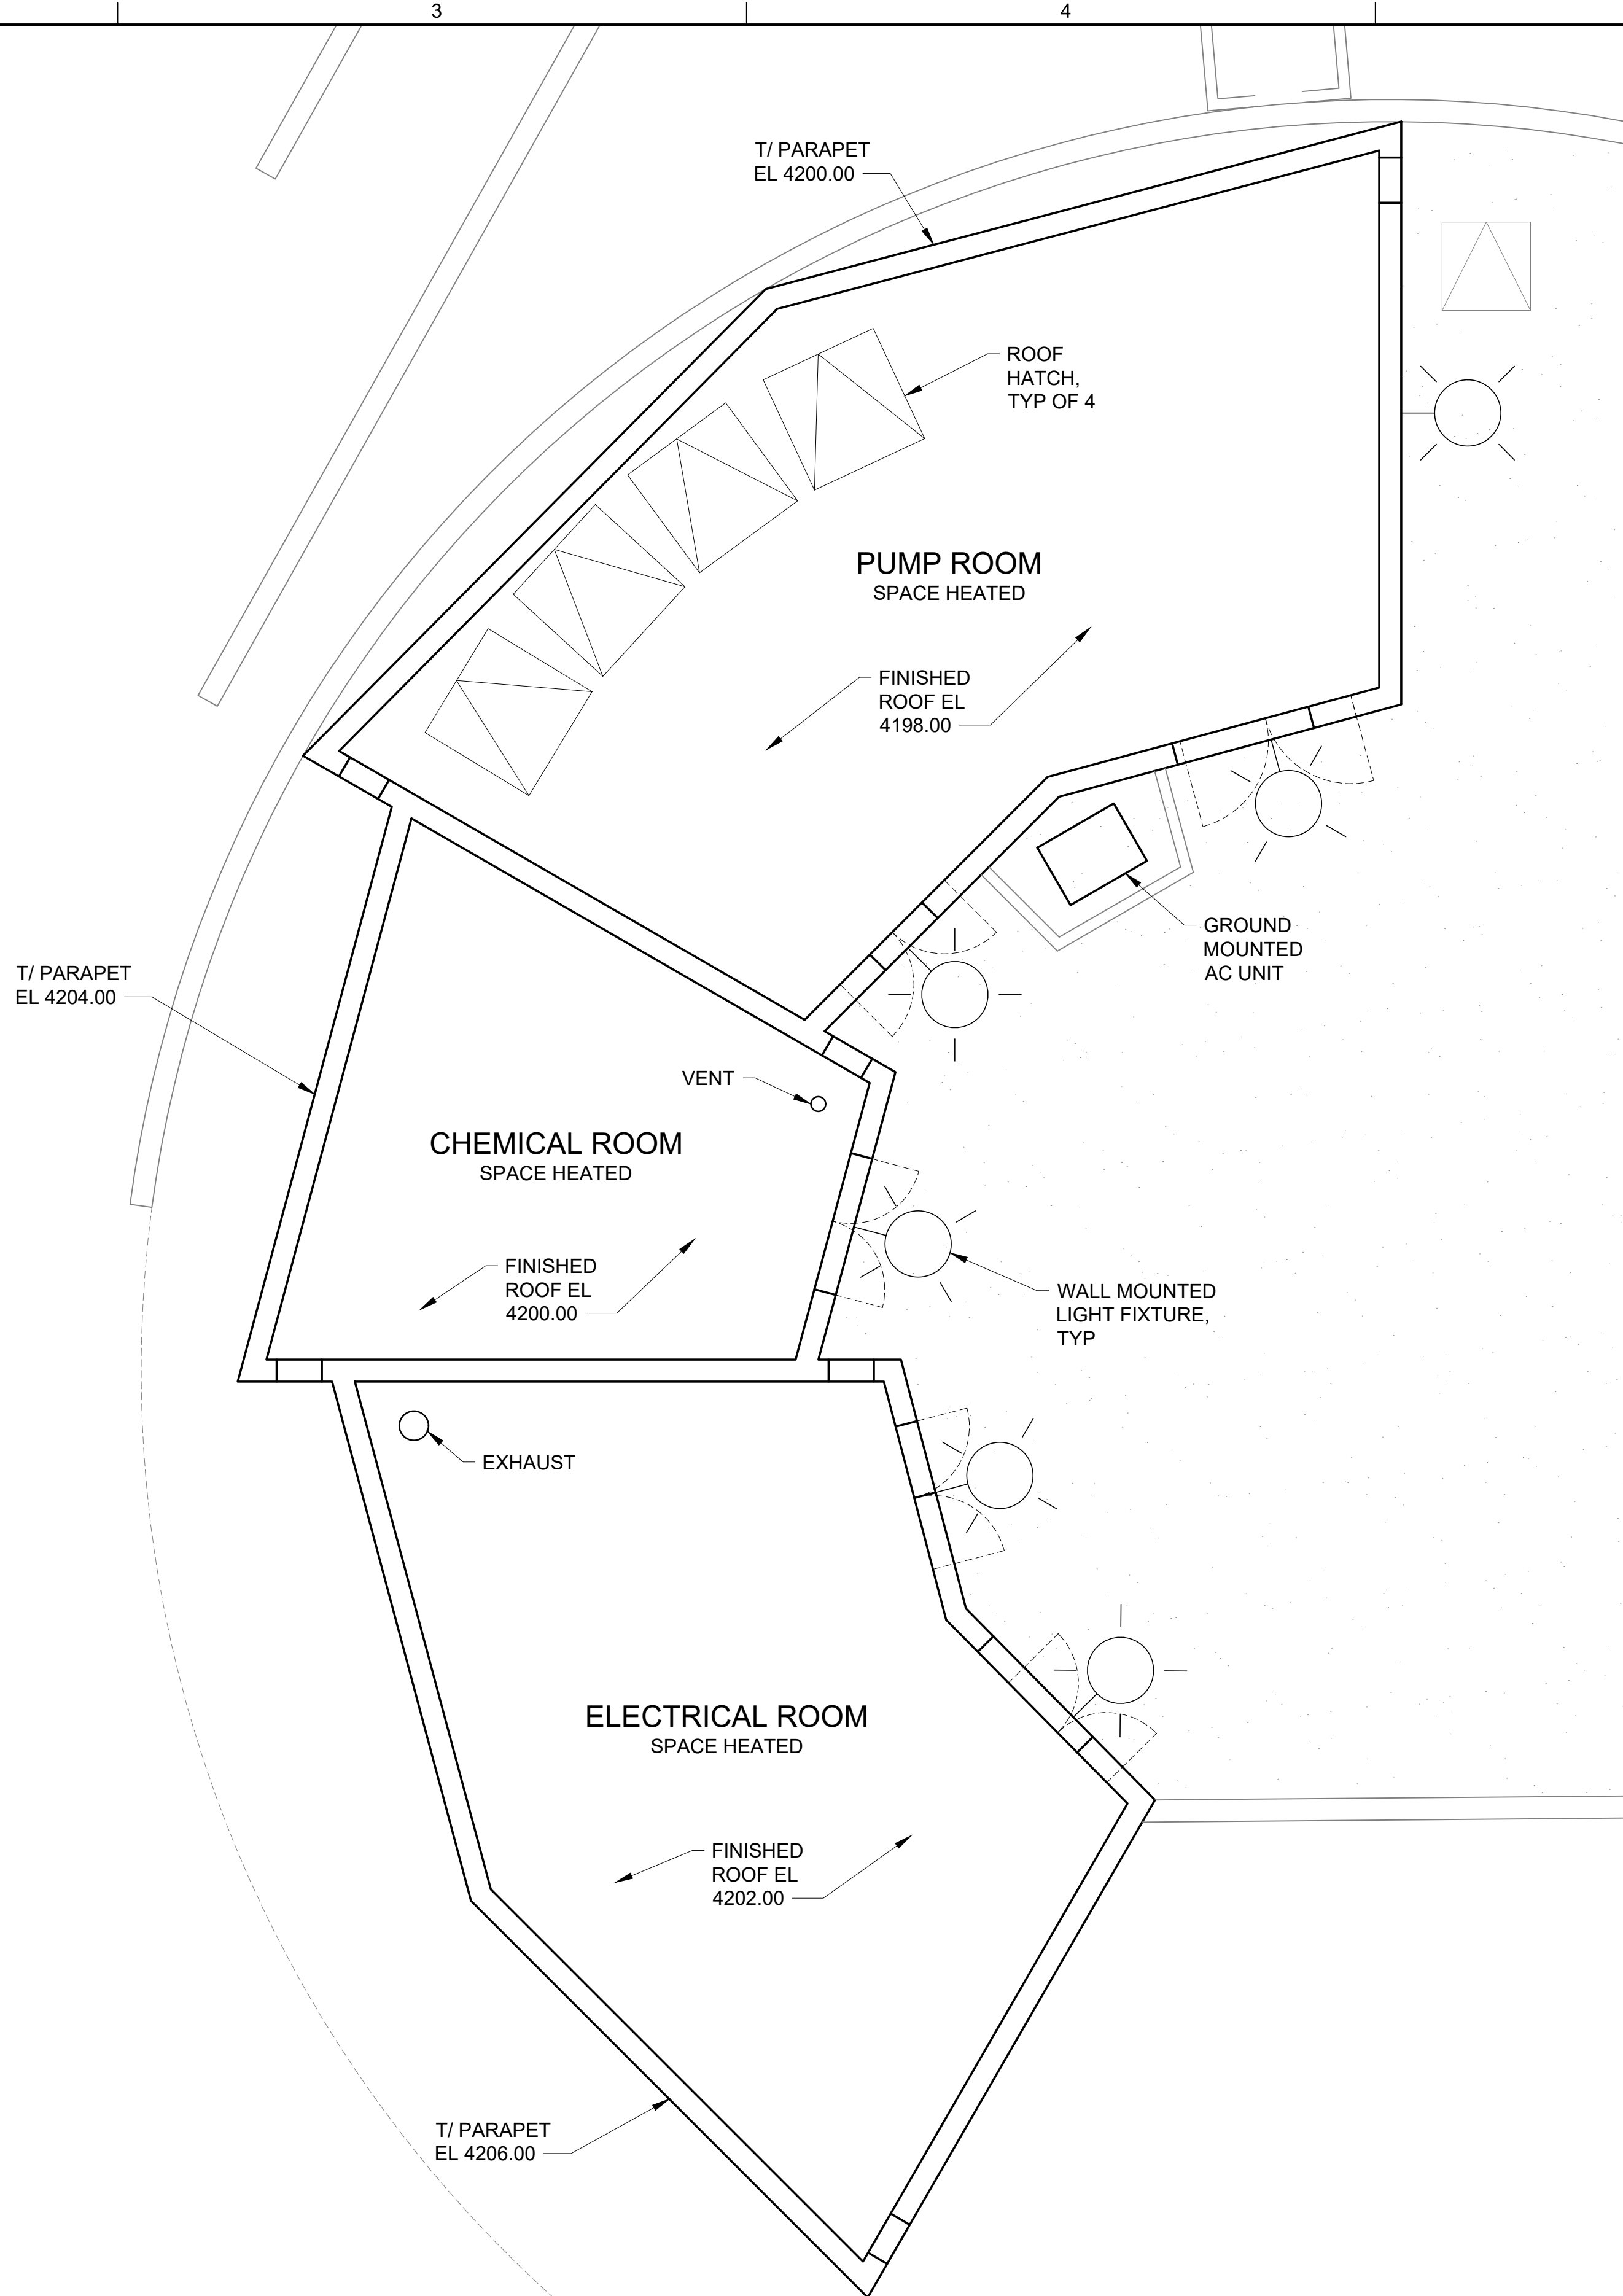 3
4
T/ PARAPET
EL 4200.00
ROOF
HATCH,
TYP OF 4
PUMP ROOM
SPACE HEATED
FINISHED
ROOF EL
4198.00
GROUND
MOUNTED
AC UNIT
T/ PARAPET
EL 4204.00
VENT
CHEMICAL ROOM
SPACE HEATED
FINISHED
ROOF EL
4200.00
WALL MOUNTED
LIGHT FIXTURE,
TYP
EXHAUST
ELECTRICAL ROOM
SPACE HEATED
FINISHED
ROOF EL
4202.00
T/ PARAPET
EL 4206.00